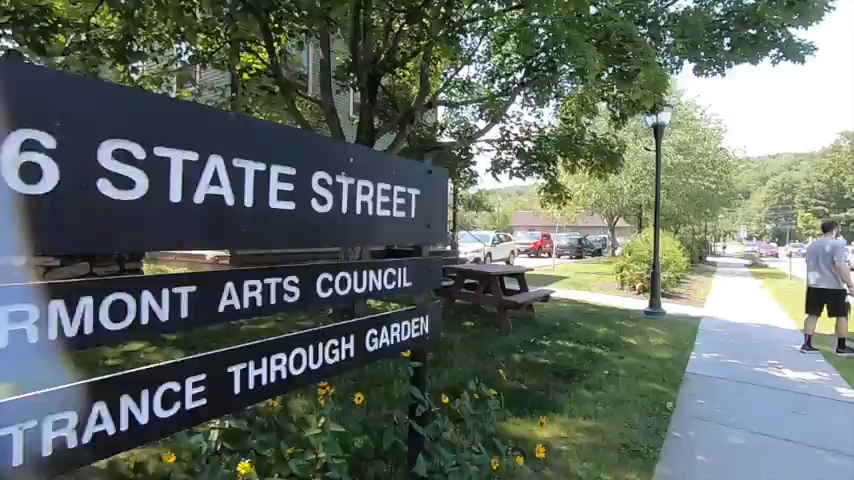 6 STATE STREET
RMONT ARTS COUNCIL
TRANCE THROUGH GARDEN